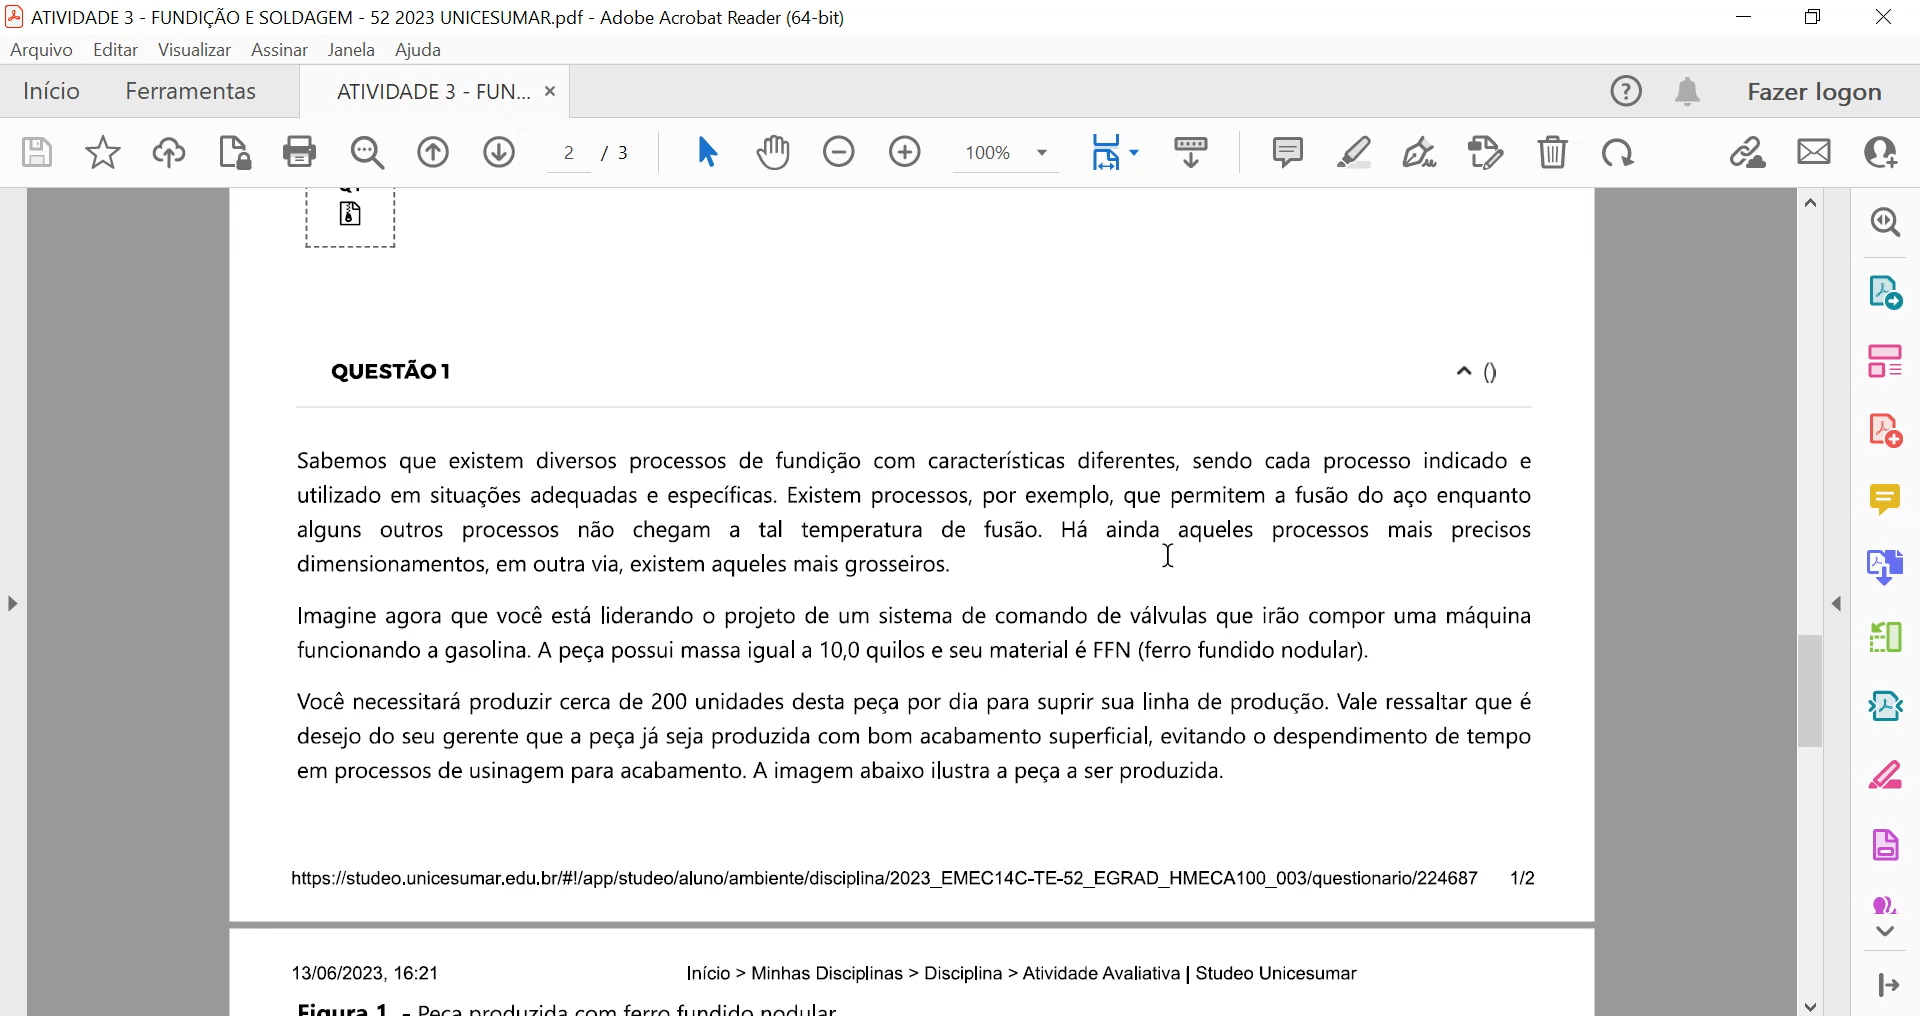 ATIVIDADE 3 - FUNDIÇÃO E SOLDAGEM - 52 2023 UNICESUMAR.pdf - Adobe Acrobat Reader (64-bit)
Arquivo Editar Visualizar Assinar Janela Ajuda
Início Ferramentas ATIVIDADE 3 - FUN... × Fazer logon
2 / 3 100%
QUESTÃO 1 ()
Sabemos que existem diversos processos de fundição com características diferentes, sendo cada processo indicado e
utilizado em situações adequadas e específicas. Existem processos, por exemplo, que permitem a fusão do aço enquanto
alguns outros processos não chegam a tal temperatura de fusão. Há ainda aqueles processos mais precisos
dimensionamentos, em outra via, existem aqueles mais grosseiros.
Imagine agora que você está liderando o projeto de um sistema de comando de válvulas que irão compor uma máquina
funcionando a gasolina. A peça possui massa igual a 10,0 quilos e seu material é FFN (ferro fundido nodular).
Você necessitará produzir cerca de 200 unidades desta peça por dia para suprir sua linha de produção. Vale ressaltar que é
desejo do seu gerente que a peça já seja produzida com bom acabamento superficial, evitando o despendimento de tempo
em processos de usinagem para acabamento. A imagem abaixo ilustra a peça a ser produzida.
https://studeo.unicesumar.edu.br/#!/app/studeo/aluno/ambiente/disciplina/2023_EMEC14C-TE-52_EGRAD_HMECA100_003/questionario/224687 1/2
13/06/2023, 16:21 Início > Minhas Disciplinas > Disciplina > Atividade Avaliativa | Studeo Unicesumar
Figura 1 - Peça produzida com ferro fundido nodular